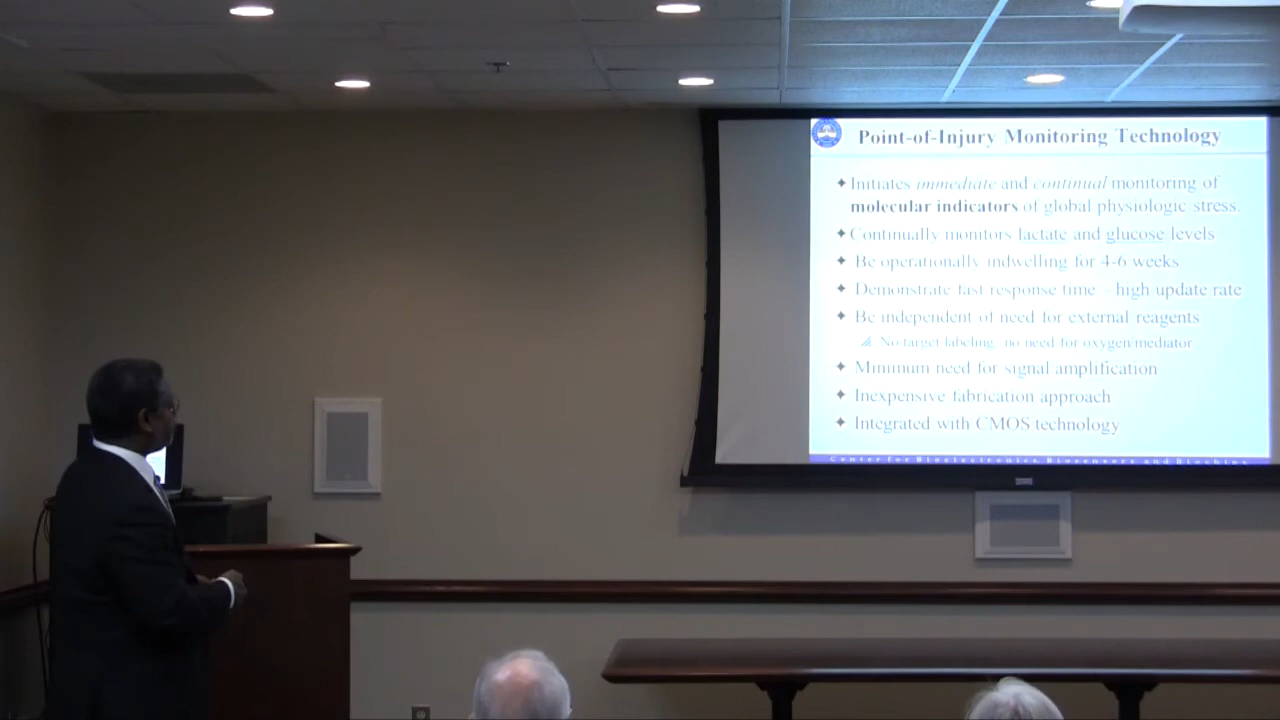 Point-of-Injury Monitoring Technology
Initiates immediate and continual monitoring of
molecular indicators of global physiologic stress.
Continually monitors lactate and glucose levels
Be operationally indwelling for 4-6 weeks
Demonstrate fast response time – high update rate
Be independent of need for external reagents
No target labeling, no need for oxygen/mediator
Minimum need for signal amplification
Inexpensive fabrication approach
Integrated with CMOS technology
Center for Bioelectronics, Biosensors and Biochips